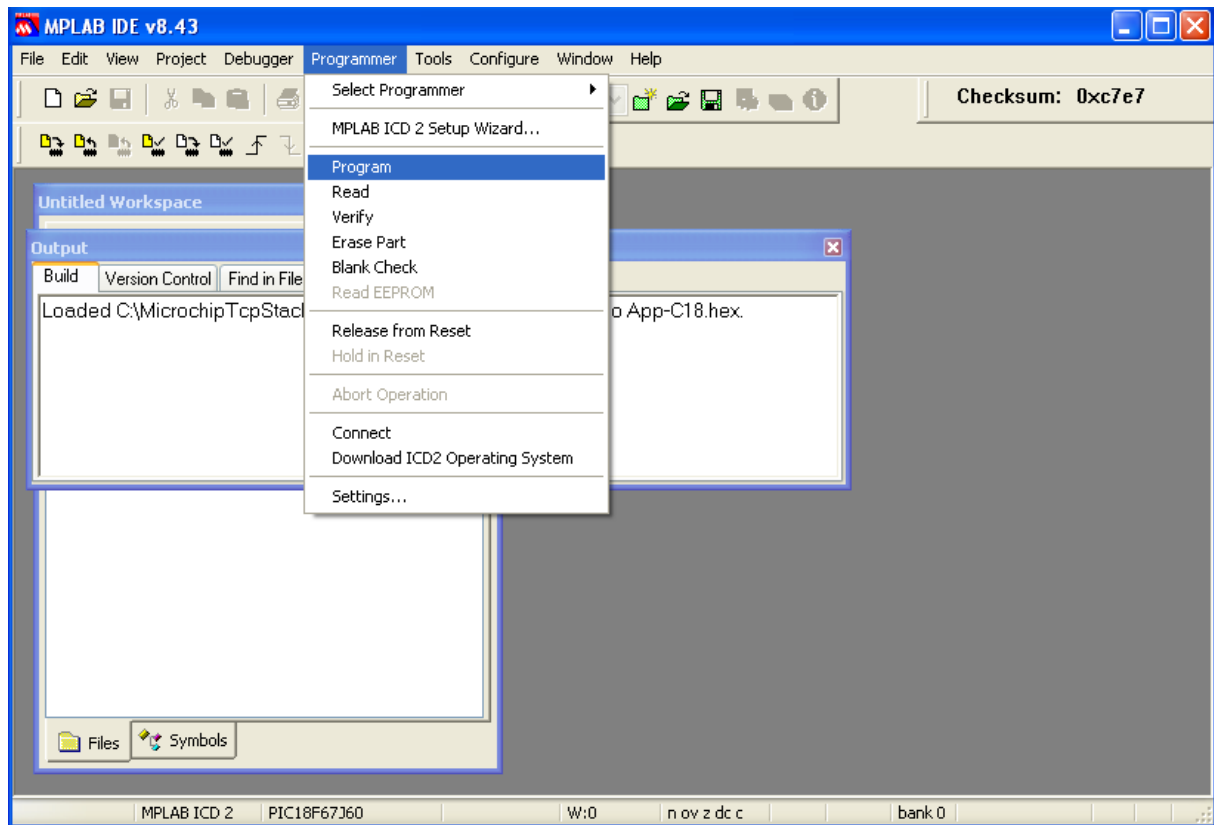 MPLAB IDE v8.43
File Edit View Project Debugger Programmer Tools Configure Window Help
Checksum: 0xc7e7
Select Programmer
MPLAB ICD 2 Setup Wizard...
Program
Read
Verify
Erase Part
Blank Check
Read EEPROM
Release from Reset
Hold in Reset
Abort Operation
Connect
Download ICD2 Operating System
Settings...
Untitled Workspace
Output
Build Version Control Find in File
Loaded C:\MicrochipTcpStac o App-C18.hex.
Files Symbols
MPLAB ICD 2 PIC18F67J60 W:0 n ov z dc c bank 0